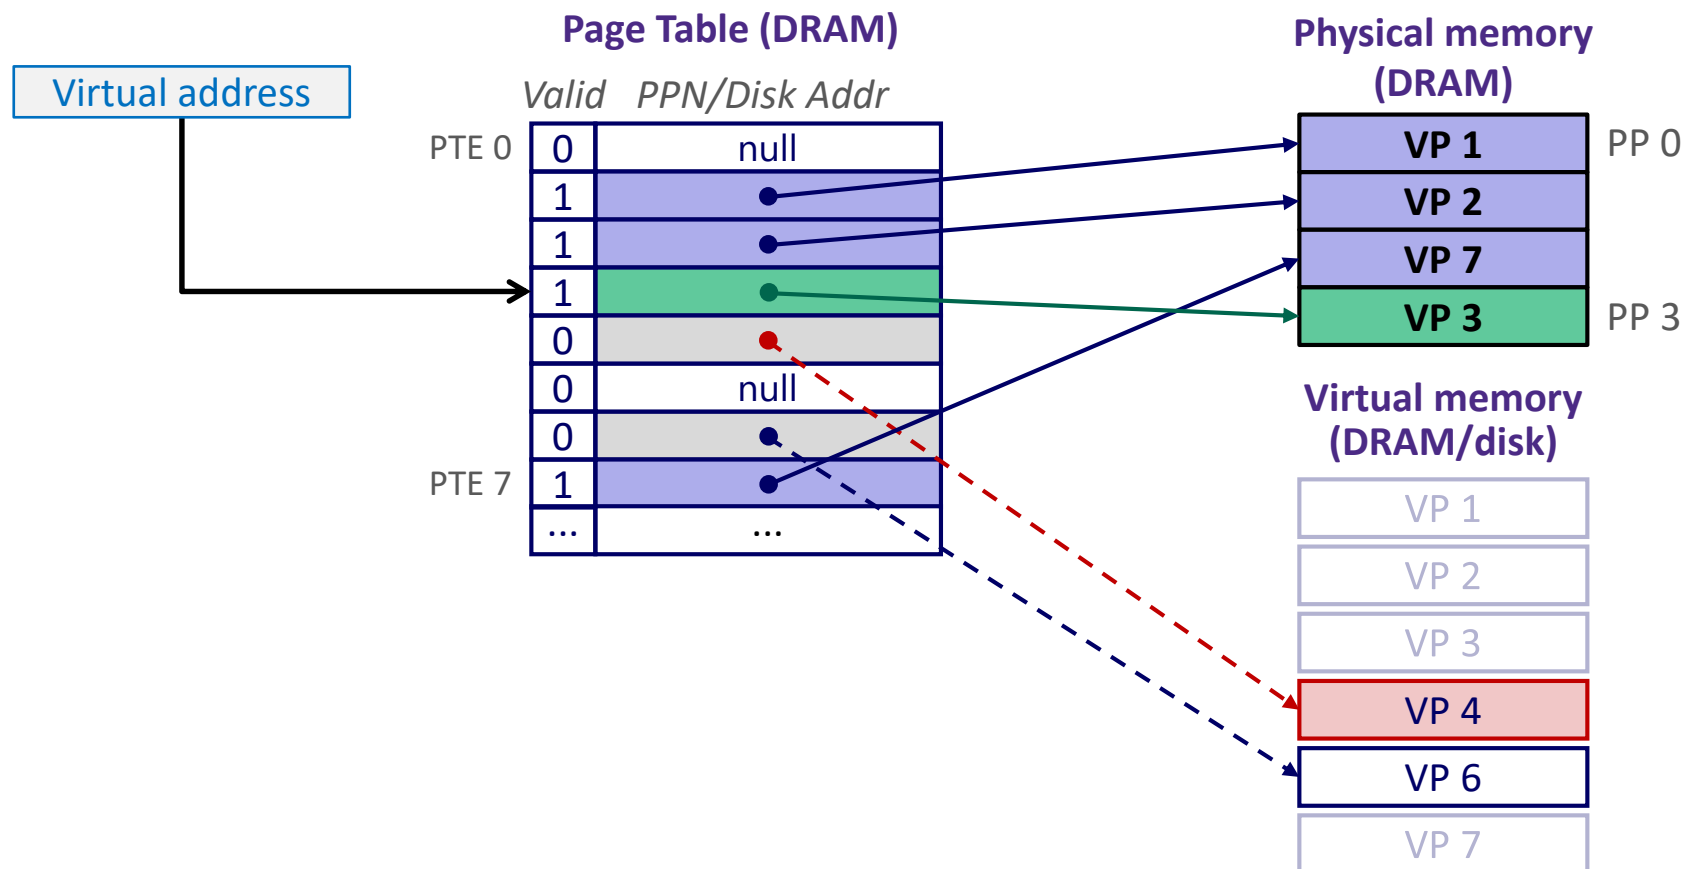 Page Table (DRAM)
Physical memory
(DRAM)
Virtual address
Valid PPN/Disk Addr
PTE 0 0 null
1
1
1
0
0 null
0
PTE 7 1
... ...
VP 1 PP 0
VP 2
VP 7
VP 3 PP 3
Virtual memory
(DRAM/disk)
VP 1
VP 2
VP 3
VP 4
VP 6
VP 7